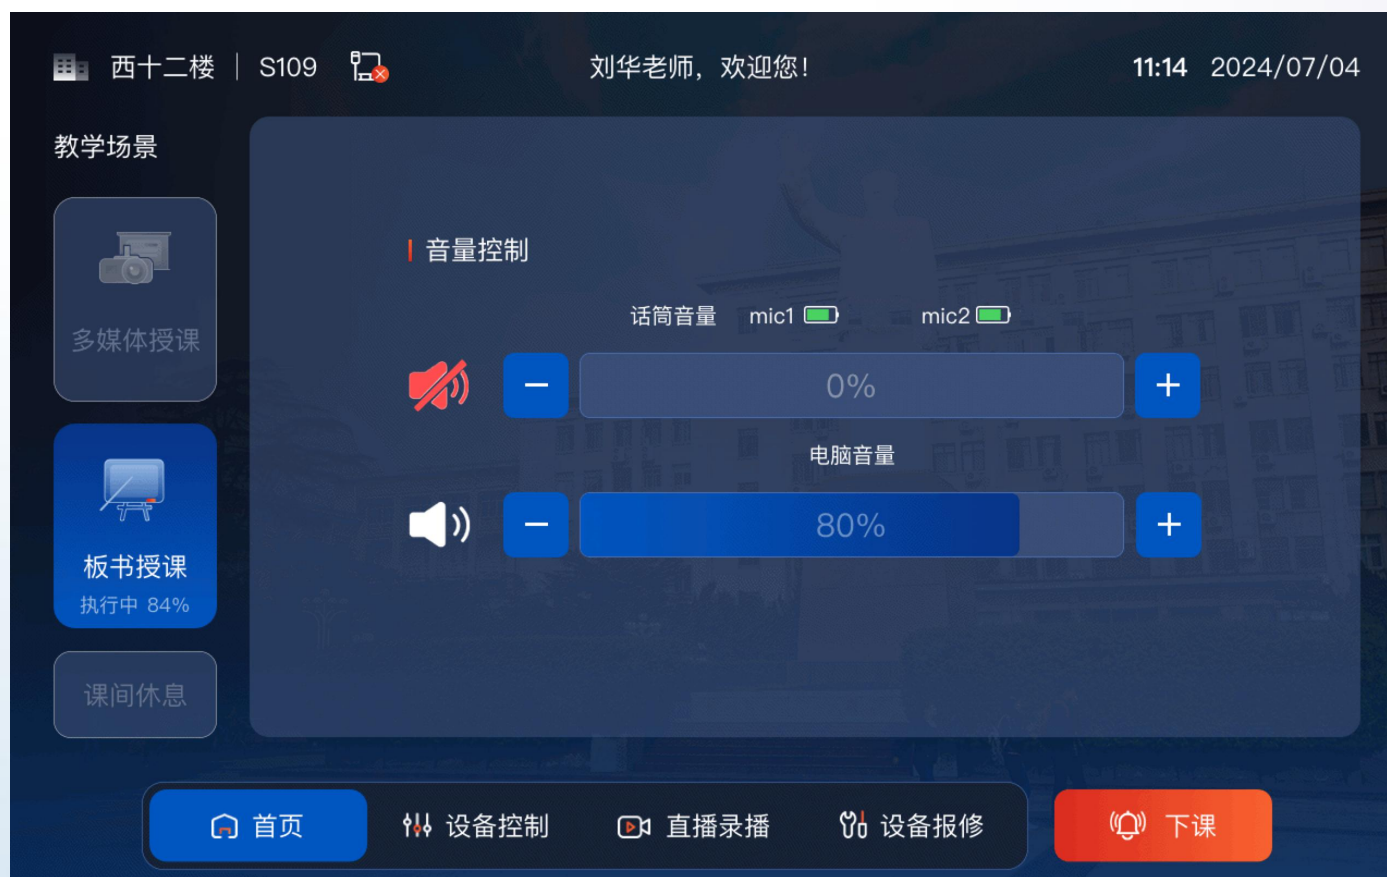 西十二楼 | S109
刘华老师，欢迎您!
11:14 2024/07/04
教学场景
多媒体授课
板书授课
执行中 84%
课间休息
音量控制
话筒音量 mic1 mic2
0%
电脑音量
80%
首页 设备控制 直播录播 设备报修 下课